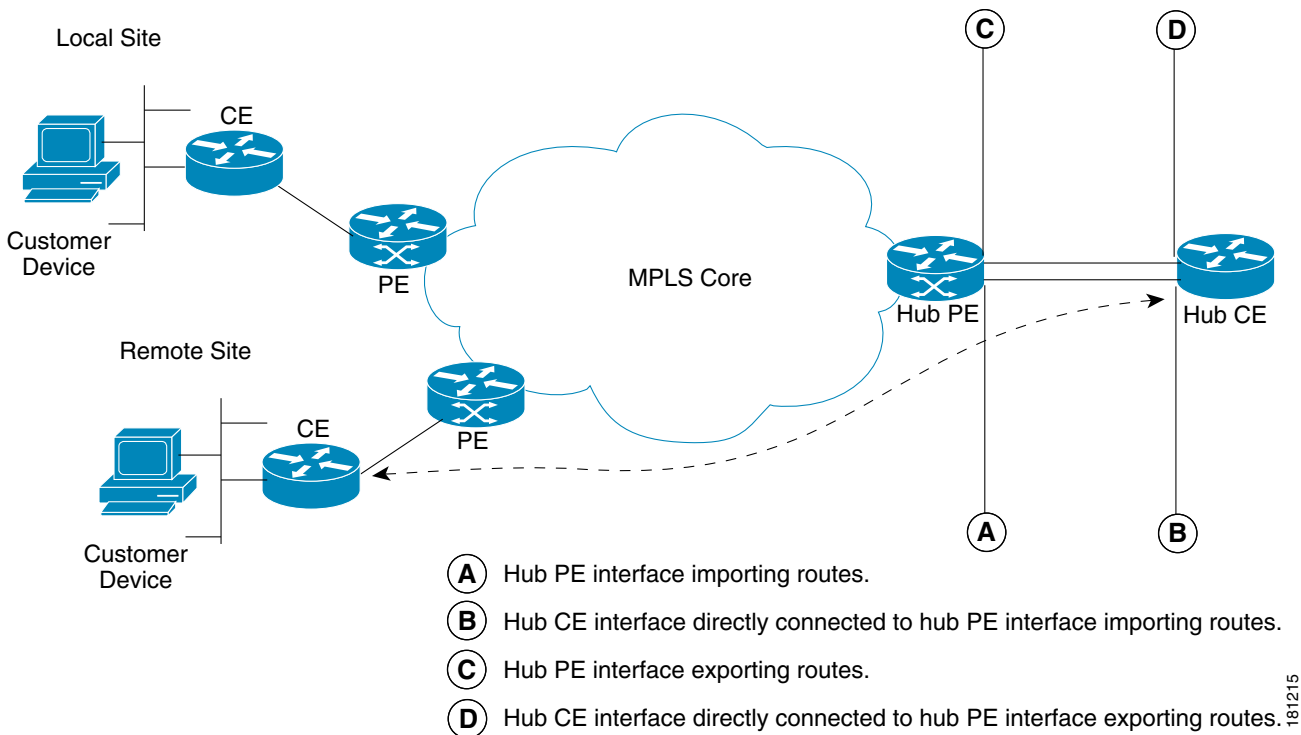 C
D
Local Site
CE
Customer
Device
PE
MPLS Core
Hub PE
Hub CE
Remote Site
CE
PE
Customer
Device
A
B
A Hub PE interface importing routes.
B Hub CE interface directly connected to hub PE interface importing routes.
C Hub PE interface exporting routes.
D Hub CE interface directly connected to hub PE interface exporting routes.
181215